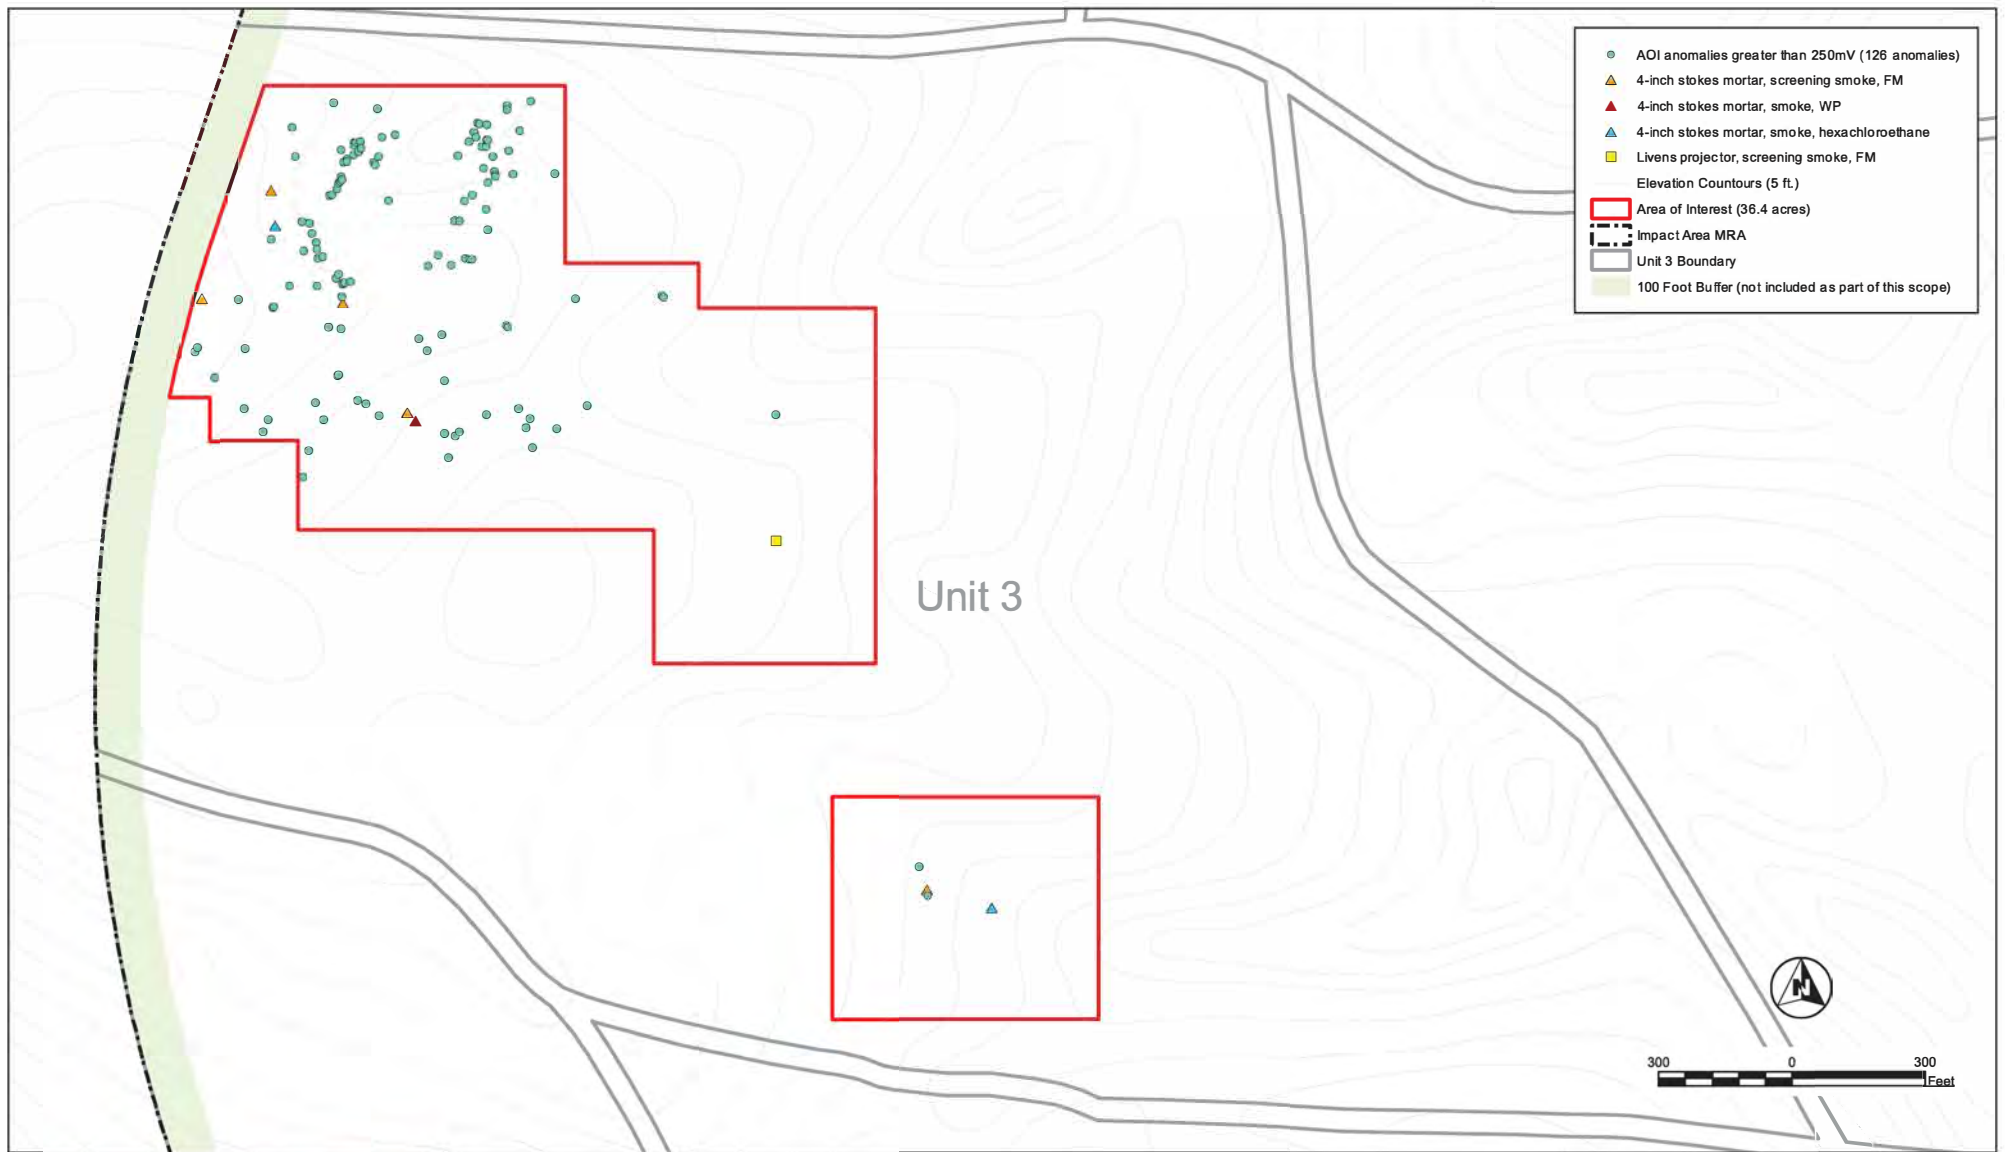 AOI anomalies greater than 250mV (126 anomalies)
4-inch stokes mortar, screening smoke, FM
4-inch stokes mortar, smoke, WP
4-inch stokes mortar, smoke, hexachloroethane
Livens projector, screening smoke, FM
Elevation Countours (5 ft.)
Area of Interest (36.4 acres)
Impact Area MRA
Unit 3 Boundary
100 Foot Buffer (not included as part of this scope)
Unit 3
N
300 0 300
Feet